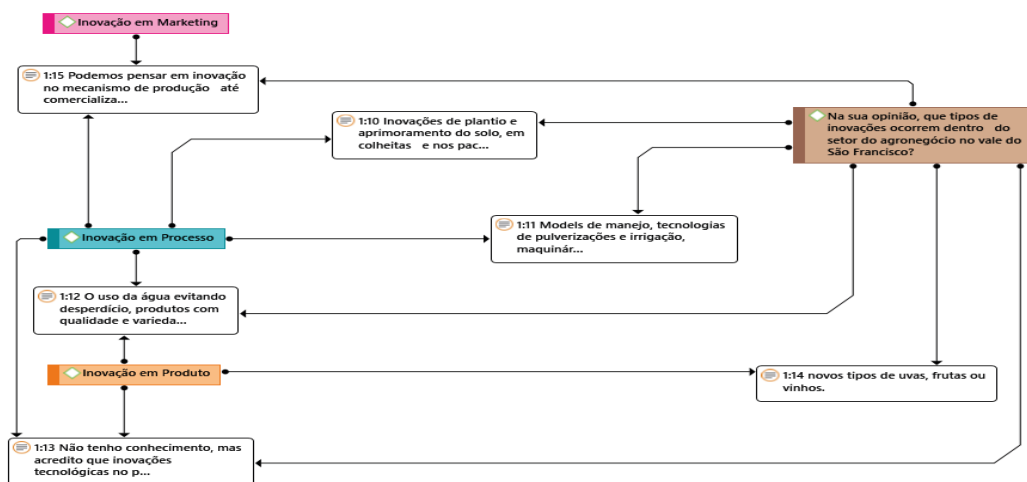 Inovação em Marketing
1:15 Podemos pensar em inovação
no mecanismo de produção até
comercializa...
1:10 Inovações de plantio e
aprimoramento do solo, em
colheitas e nos pac...
Na sua opinião, que tipos de
inovações ocorrem dentro do
setor do agronegócio no vale do
São Francisco?
1:11 Models de manejo, tecnologias
de pulverizações e irrigação,
maquinár...
Inovação em Processo
1:12 O uso da água evitando
desperdício, produtos com
qualidade e varieda...
Inovação em Produto
1:14 novos tipos de uvas, frutas ou
vinhos.
1:13 Não tenho conhecimento, mas
acredito que inovações
tecnológicas no p...